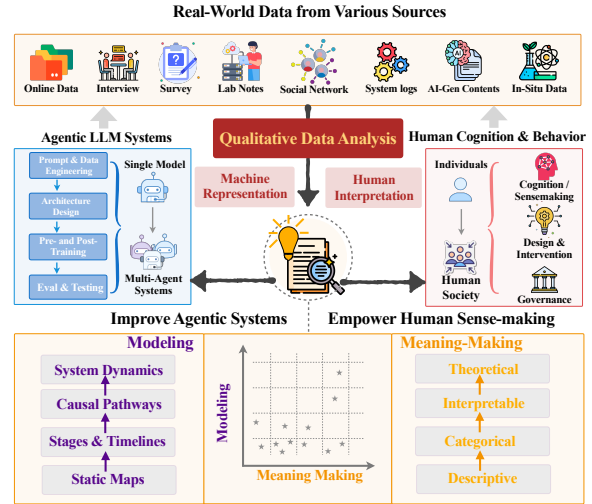 Real-World Data from Various Sources
Online Data
Interview
Survey
Lab Notes
Social Network
System logs
AI-Gen Contents
In-Situ Data
Agentic LLM Systems
Qualitative Data Analysis
Human Cognition & Behavior
Machine
Representation
Human
Interpretation
Prompt & Data
Engineering
Architecture
Design
Pre- and Post-
Training
Eval & Testing
Single Model
Multi-Agent
Systems
Individuals
Human
Society
Cognition /
Sensemaking
Design &
Intervention
Governance
Improve Agentic Systems
Empower Human Sense-making
Modeling
System Dynamics
Causal Pathways
Stages & Timelines
Static Maps
Modeling
Meaning Making
Meaning-Making
Theoretical
Interpretable
Categorical
Descriptive